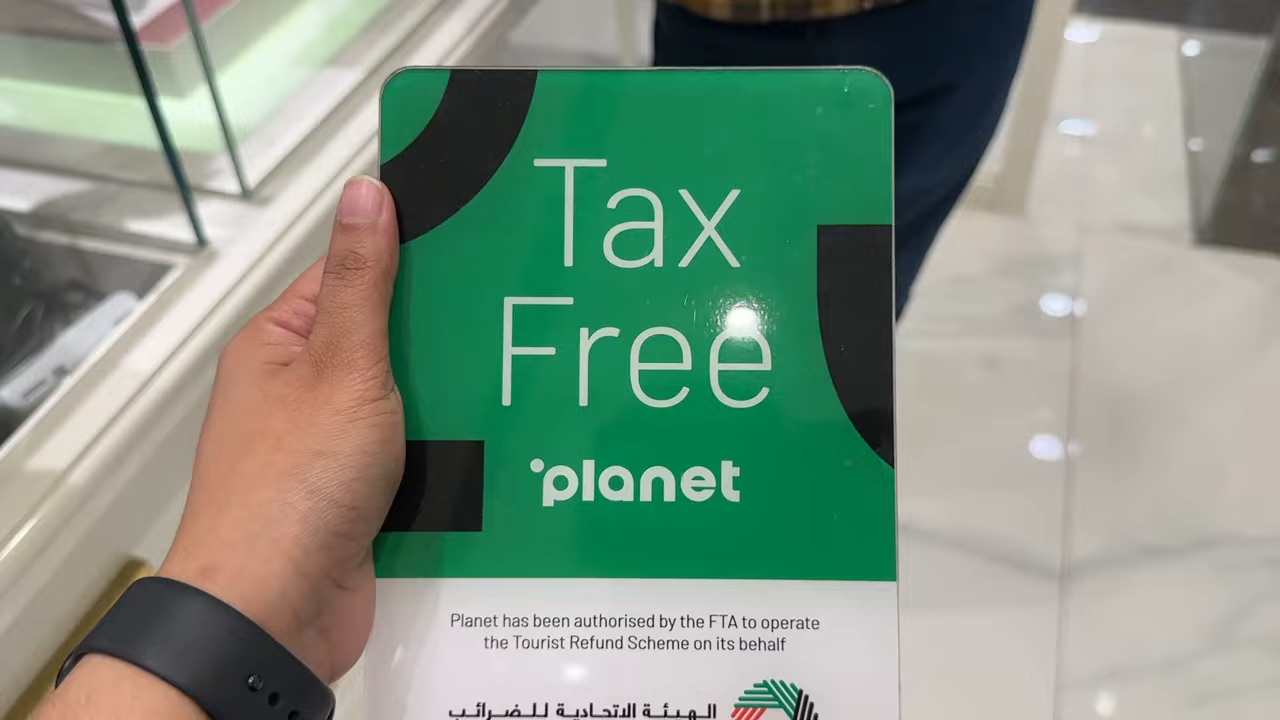 Tax
Free
planet
Planet has been authorised by the FTA to operate
the Tourist Refund Scheme on its behalf
الهيئة الاتحادية للضرائب